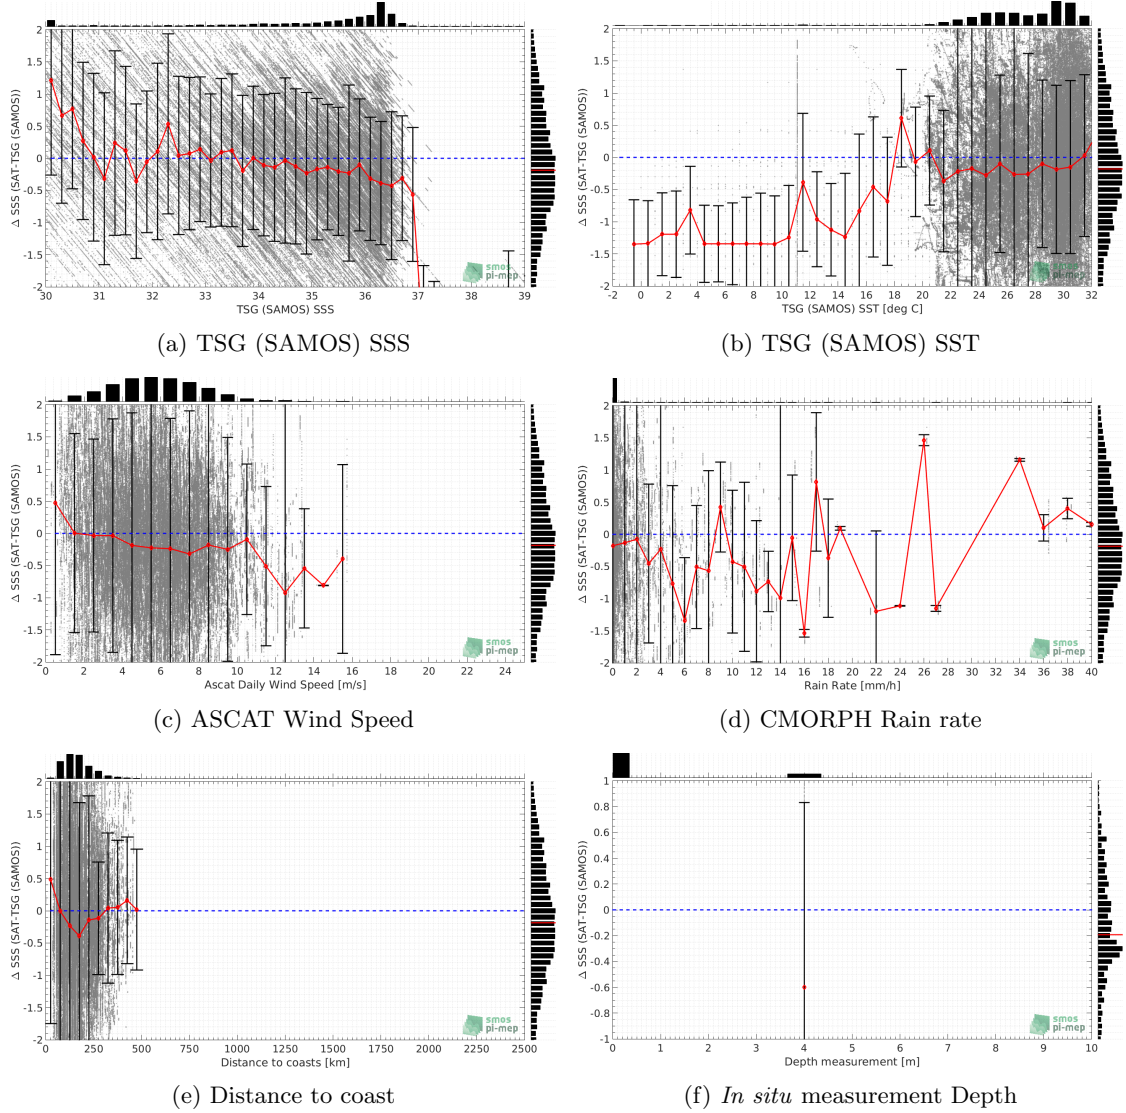 2
1.5
1
0.5
0
-0.5
-1
-1.5
-2
Δ SSS (SAT-TSG (SAMOS))
30 31 32 33 34 35 36 37 38 39
TSG (SAMOS) SSS
smos
pi-mep
(a) TSG (SAMOS) SSS
2
1.5
1
0.5
0
-0.5
-1
-1.5
-2
Δ SSS (SAT-TSG (SAMOS))
-2 0 2 4 6 8 10 12 14 16 18 20 22 24 26 28 30 32
TSG (SAMOS) SST [deg C]
smos
pi-mep
(b) TSG (SAMOS) SST
2
1.5
1
0.5
0
-0.5
-1
-1.5
-2
Δ SSS (SAT-TSG (SAMOS))
0 2 4 6 8 10 12 14 16 18 20 22 24
Ascat Daily Wind Speed [m/s]
smos
pi-mep
(c) ASCAT Wind Speed
2
1.5
1
0.5
0
-0.5
-1
-1.5
-2
Δ SSS (SAT-TSG (SAMOS))
0 2 4 6 8 10 12 14 16 18 20 22 24 26 28 30 32 34 36 38 40
Rain Rate [mm/h]
smos
pi-mep
(d) CMORPH Rain rate
2
1.5
1
0.5
0
-0.5
-1
-1.5
-2
Δ SSS (SAT-TSG (SAMOS))
0 250 500 750 1000 1250 1500 1750 2000 2250 2500
Distance to coasts [km]
smos
pi-mep
(e) Distance to coast
1
0.8
0.6
0.4
0.2
0
-0.2
-0.4
-0.6
-0.8
-1
Δ SSS (SAT-TSG (SAMOS))
0 1 2 3 4 5 6 7 8 9 10
Depth measurement [m]
smos
pi-mep
(f) In situ measurement Depth